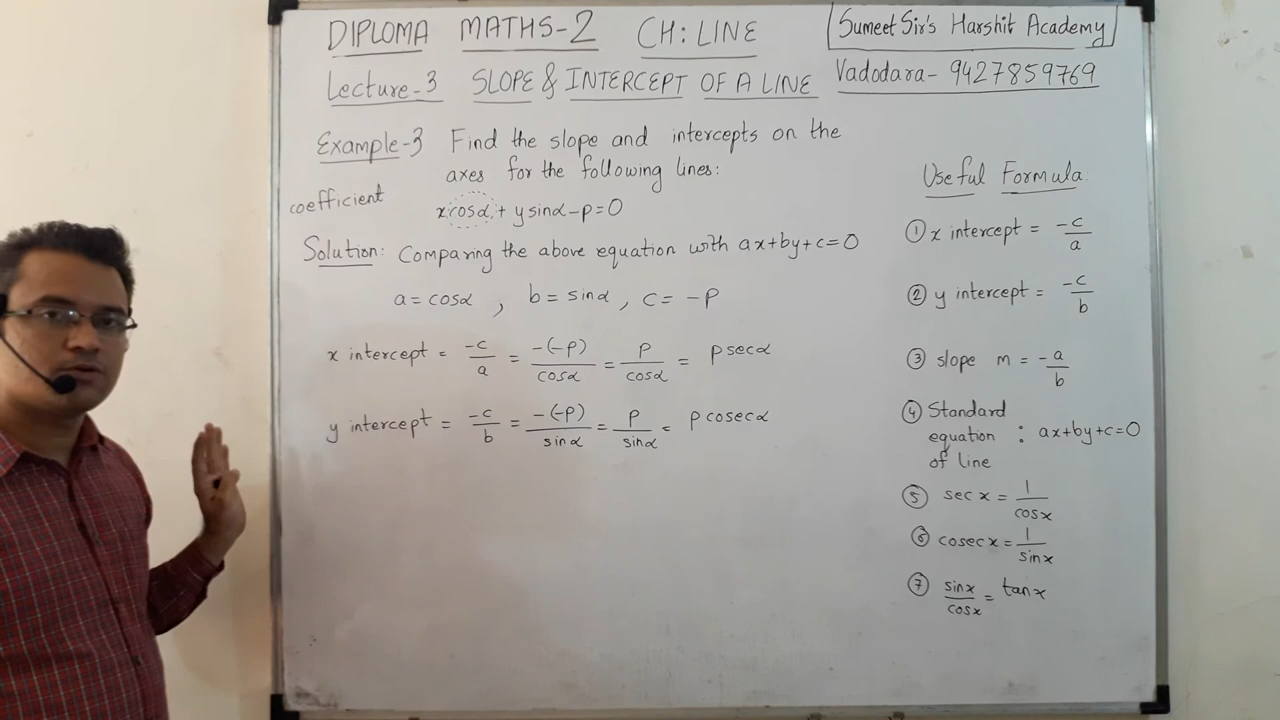 DIPLOMA MATHS-2 CH: LINE
Sumeet Sir's Harshit Academy
Lecture-3 SLOPE & INTERCEPT OF A LINE
Vadodara- 9427859769
Example-3 Find the slope and intercepts on the
axes for the following lines:
coefficient
x cosα + y sinα - p = 0
Solution: Comparing the above equation with ax+by+c=0
a = cosα , b = sinα , c = -p
x intercept = -c/a = -(-p)/cosα = p/cosα = p secα
y intercept = -c/b = -(-p)/sinα = p/sinα = p cosecα
Useful Formula
① x intercept = -c/a
② y intercept = -c/b
③ slope m = -a/b
④ Standard
equation : ax+by+c=0
of line
⑤ sec x = 1/cosx
⑥ cosec x = 1/sinx
⑦ sinx/cosx = tanx